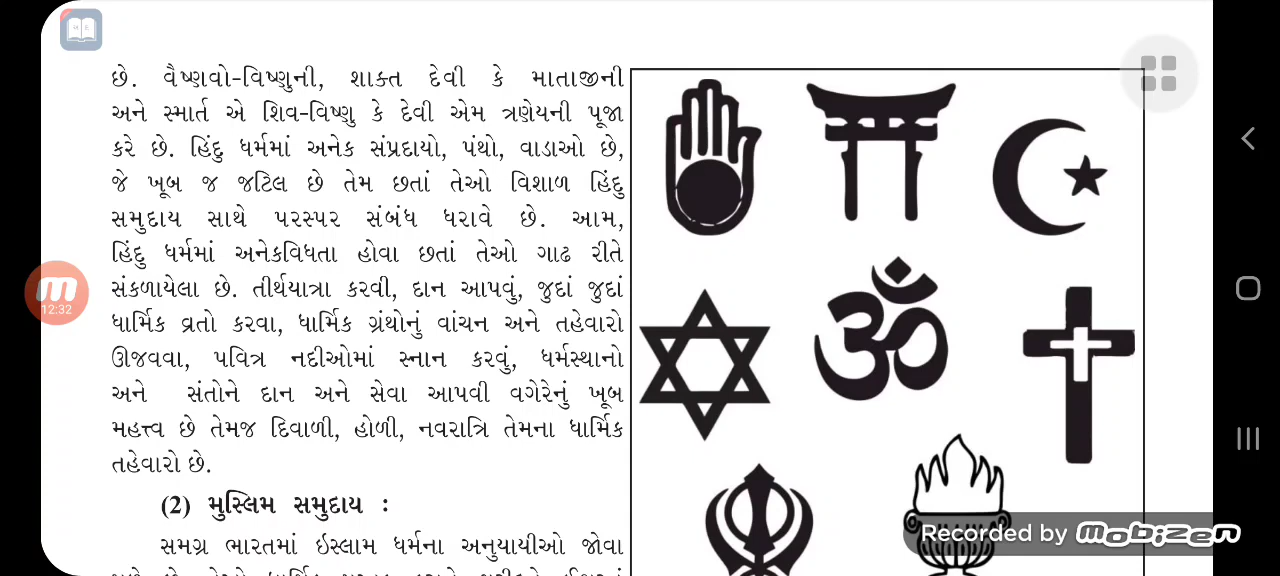 છે. વૈષ્ણવો-વિષ્ણુની, શાક્ત દેવી કે માતાજીની
અને સ્માર્ત એ શિવ-વિષ્ણુ કે દેવી એમ ત્રણેયની પૂજા
કરે છે. હિંદુ ધર્મમાં અનેક સંપ્રદાયો, પંથો, વાડાઓ છે,
જે ખૂબ જ જટિલ છે તેમ છતાં તેઓ વિશાળ હિંદુ
સમુદાય સાથે પરસ્પર સંબંધ ધરાવે છે. આમ,
હિંદુ ધર્મમાં અનેકવિધતા હોવા છતાં તેઓ ગાઢ રીતે
સંકળાયેલા છે. તીર્થયાત્રા કરવી, દાન આપવું, જુદાં જુદાં
ધાર્મિક વ્રતો કરવા, ધાર્મિક ગ્રંથોનું વાંચન અને તહેવારો
ઊજવવા, પવિત્ર નદીઓમાં સ્નાન કરવું, ધર્મસ્થાનો
અને સંતોને દાન અને સેવા આપવી વગેરેનું ખૂબ
મહત્ત્વ છે તેમજ દિવાળી, હોળી, નવરાત્રિ તેમના ધાર્મિક
તહેવારો છે.
(2) મુસ્લિમ સમુદાય :
સમગ્ર ભારતમાં ઇસ્લામ ધર્મના અનુયાયીઓ જોવા
12:32
Recorded by mobizen